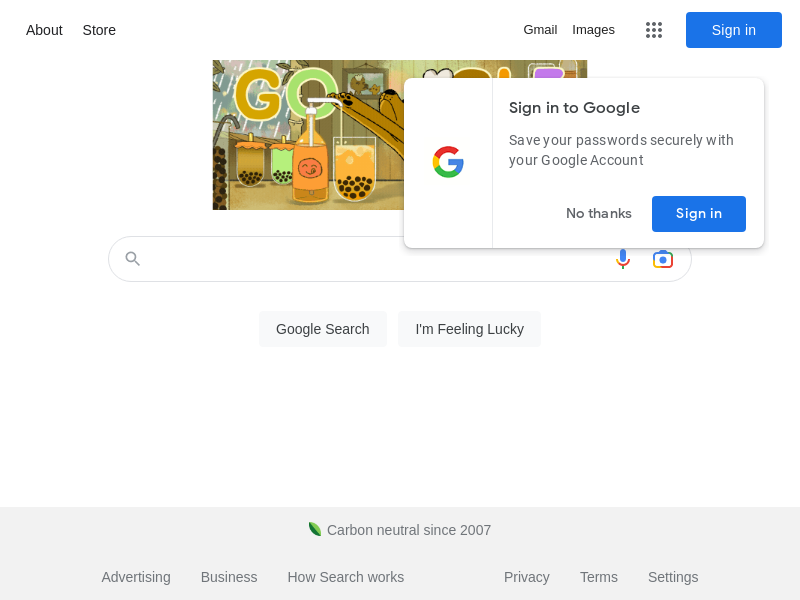 About Store Gmail Images Sign in
GO
Sign in to Google
Save your passwords securely with
your Google Account
No thanks Sign in
Google Search I'm Feeling Lucky
Carbon neutral since 2007
Advertising Business How Search works Privacy Terms Settings